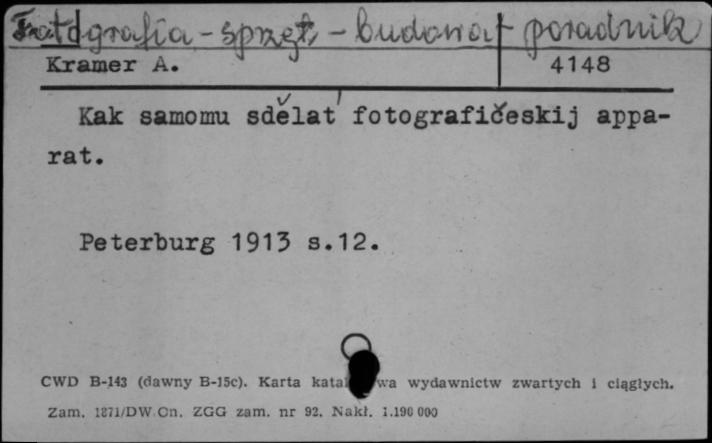 Fotografia - sprzęt - budowa - poradnik
Kramer A. 4148
Kak samomu sdělat' fotografičeskij appa-
rat.
Peterburg 1913 s.12.
CWD B-143 (dawny B-15c). Karta kata wa wydawnictw zwartych i ciągłych.
Zam. 1871/DW.Cn. ZGG zam. nr 92. Nakł. 1.190 000